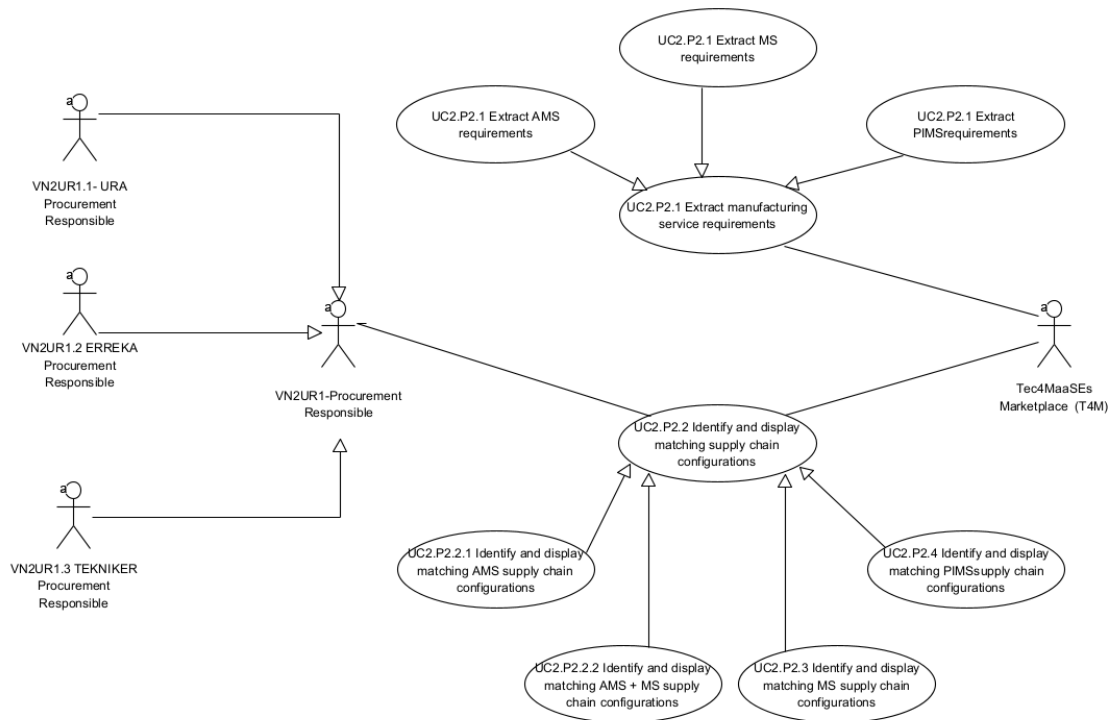 UC2.P2.1 Extract MS
requirements
UC2.P2.1 Extract AMS
requirements
UC2.P2.1 Extract
PIMSrequirements
a
VN2UR1.1- URA
Procurement
Responsible
UC2.P2.1 Extract manufacturing
service requirements
a
VN2UR1.2 ERREKA
Procurement
Responsible
a
VN2UR1-Procurement
Responsible
a
Tec4MaaSEs
Marketplace (T4M)
UC2.P2.2 Identify and display
matching supply chain
configurations
a
VN2UR1.3 TEKNIKER
Procurement
Responsible
UC2.P2.2.1 Identify and display
matching AMS supply chain
configurations
UC2.P2.4 Identify and display
matching PIMSsupply chain
configurations
UC2.P2.2.2 Identify and display
matching AMS + MS supply
chain configurations
UC2.P2.3 Identify and display
matching MS supply chain
configurations